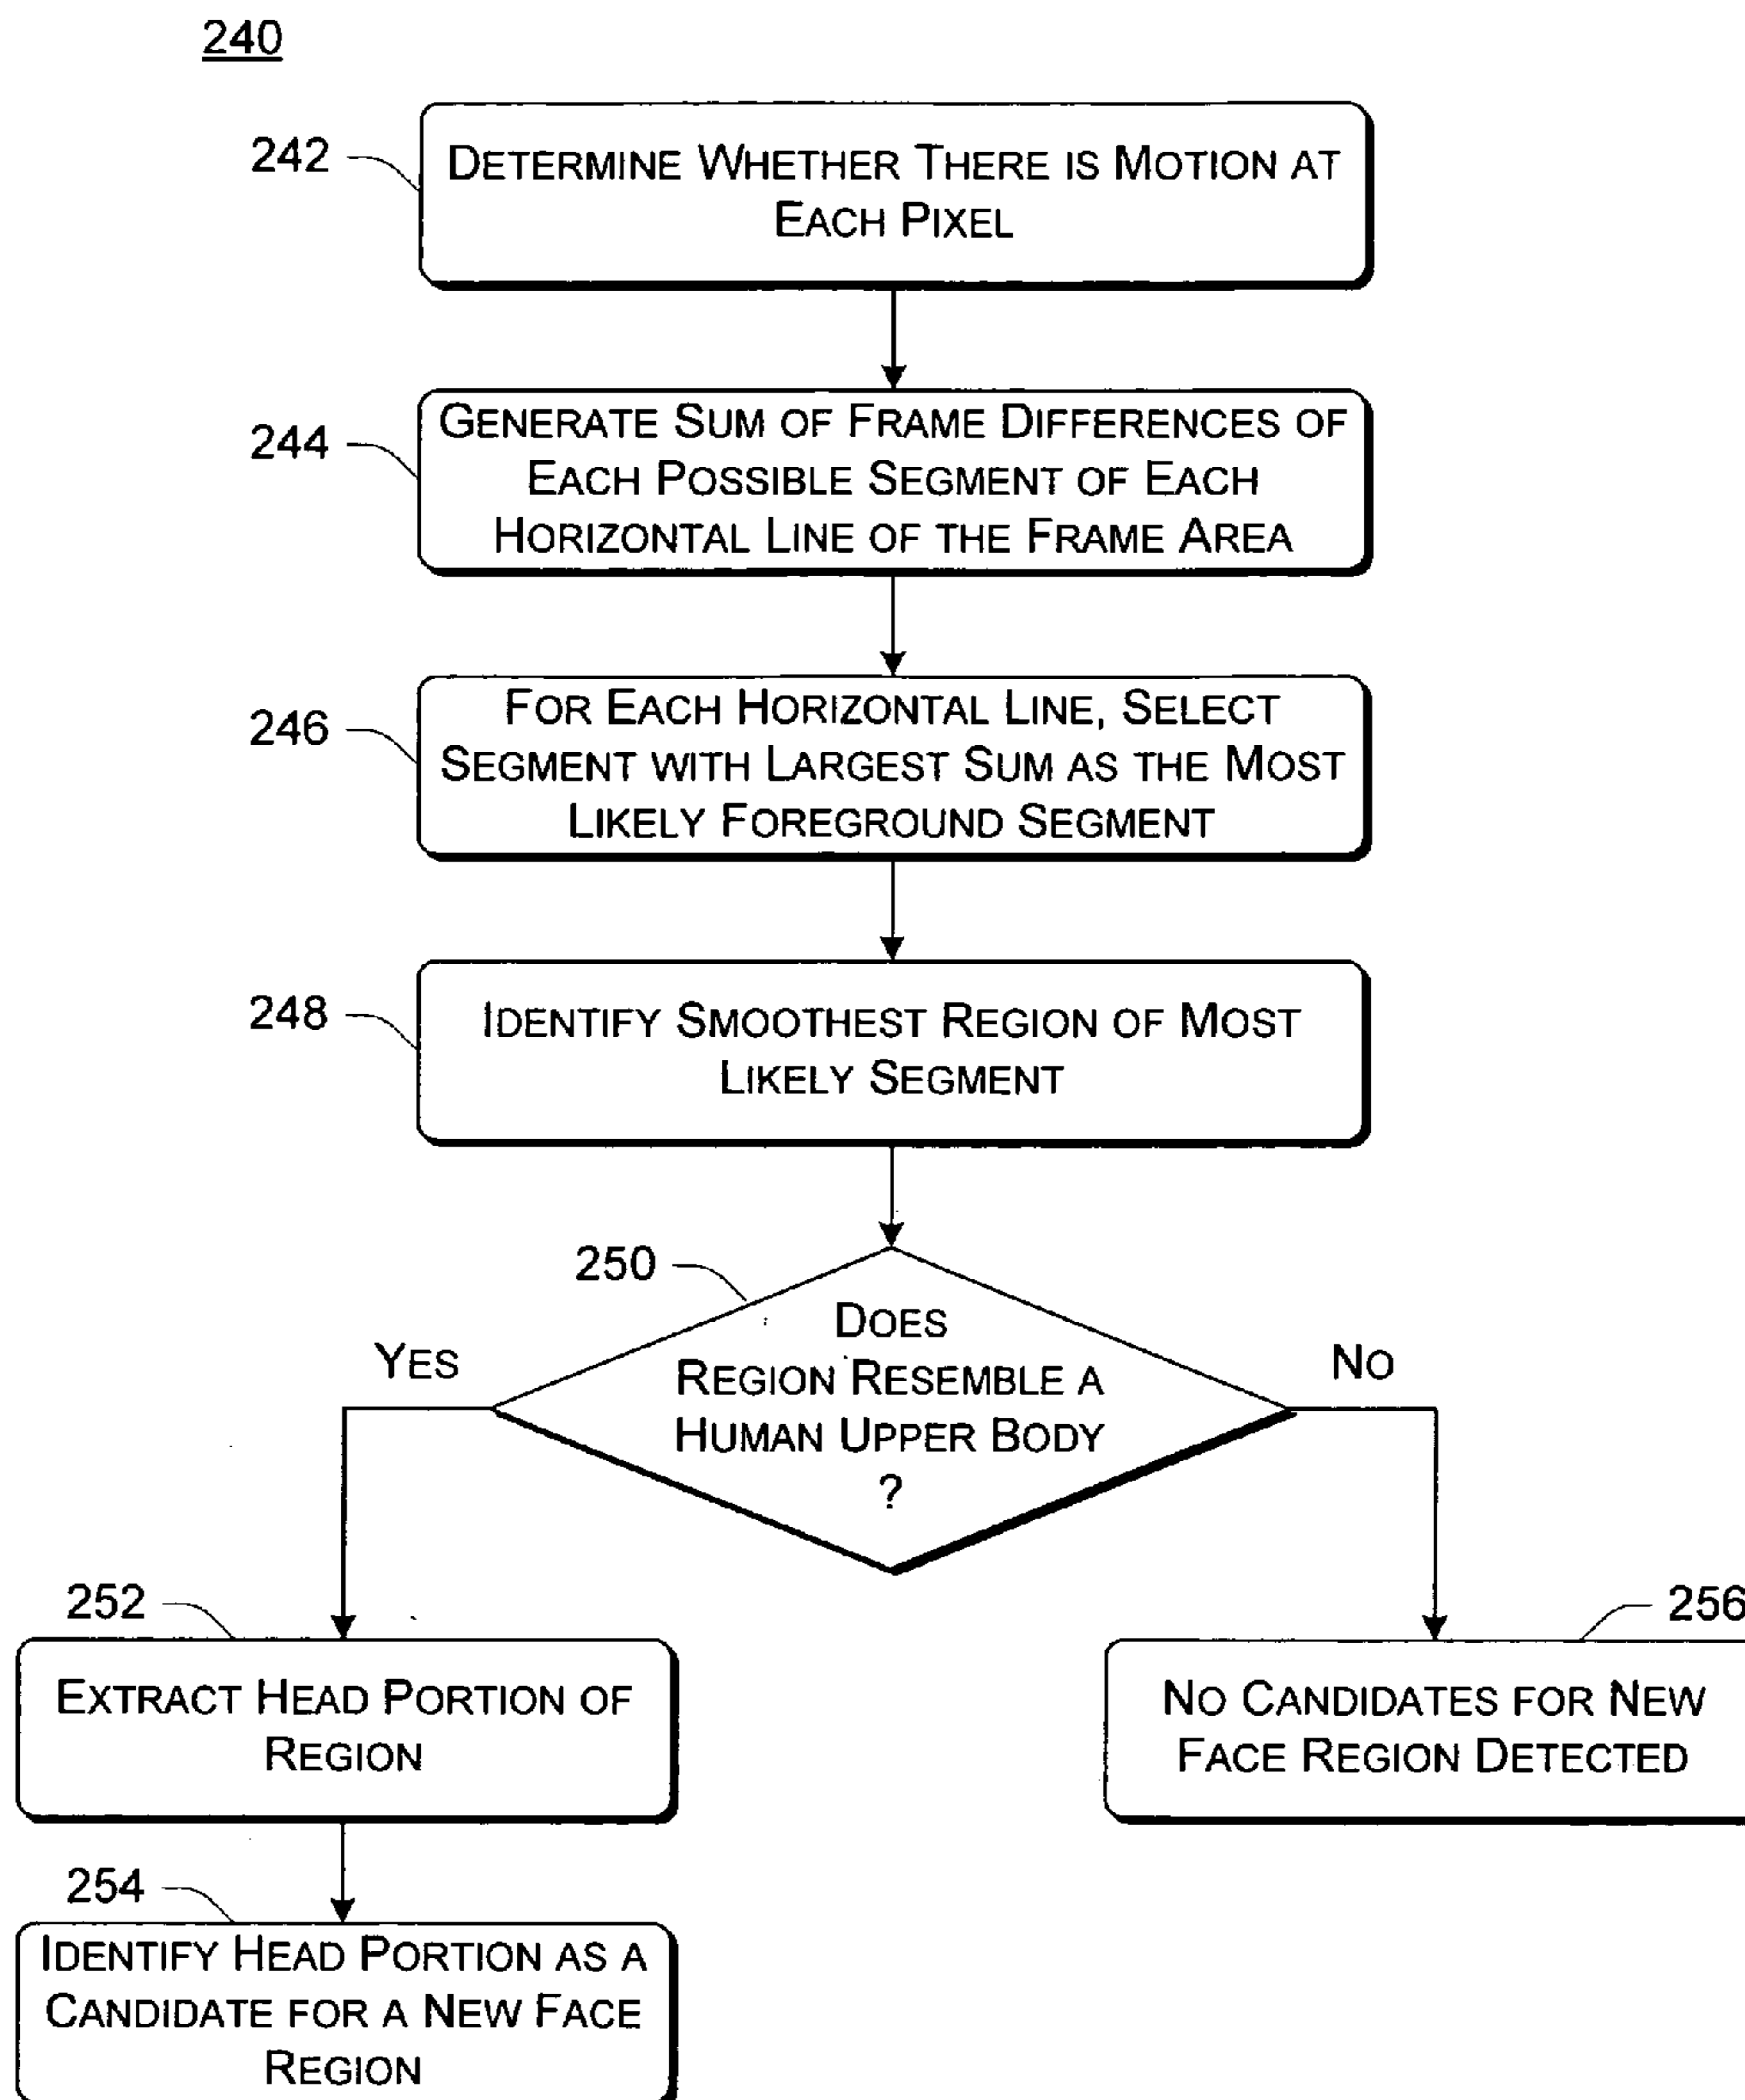 240
242
DETERMINE WHETHER THERE IS MOTION AT
EACH PIXEL
244
GENERATE SUM OF FRAME DIFFERENCES OF
EACH POSSIBLE SEGMENT OF EACH
HORIZONTAL LINE OF THE FRAME AREA
246
FOR EACH HORIZONTAL LINE, SELECT
SEGMENT WITH LARGEST SUM AS THE MOST
LIKELY FOREGROUND SEGMENT
248
IDENTIFY SMOOTHEST REGION OF MOST
LIKELY SEGMENT
250
DOES
REGION RESEMBLE A
HUMAN UPPER BODY
?
YES
NO
252
EXTRACT HEAD PORTION OF
REGION
256
NO CANDIDATES FOR NEW
FACE REGION DETECTED
254
IDENTIFY HEAD PORTION AS A
CANDIDATE FOR A NEW FACE
REGION